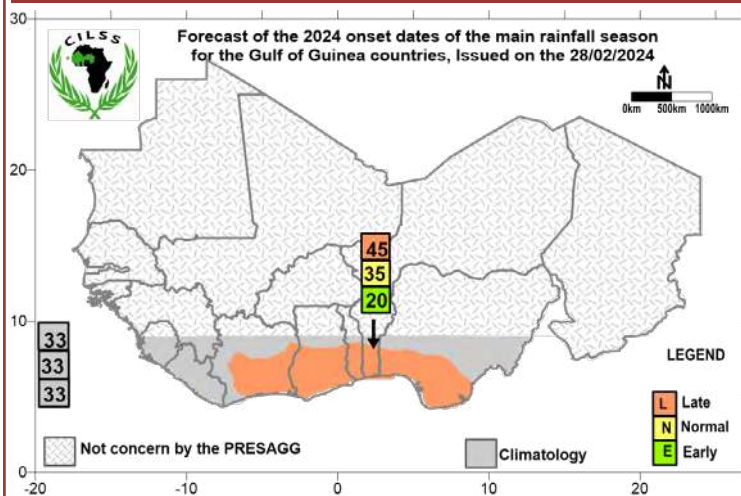 CILSS
Forecast of the 2024 onset dates of the main rainfall season
for the Gulf of Guinea countries, Issued on the 28/02/2024
N
0km 500km 1000km
30
20
10
0
45
35
20
33
33
33
LEGEND
L Late
N Normal
E Early
Not concern by the PRESAGG
Climatology
-20 -10 0 10 20